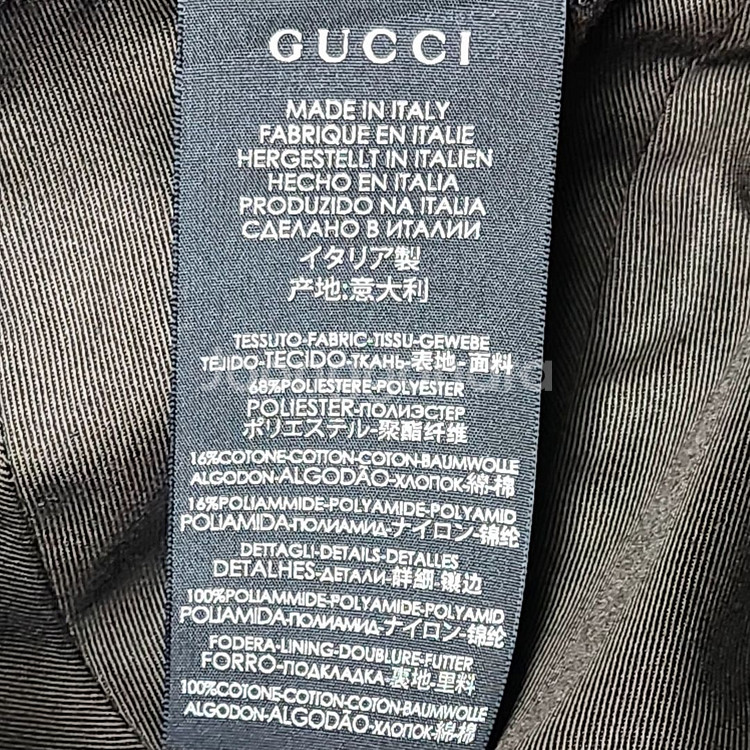 GUCCI
MADE IN ITALY
FABRIQUE EN ITALIE
HERGESTELLT IN ITALIEN
HECHO EN ITALIA
PRODUZIDO NA ITALIA
СДЕЛАНО В ИТАЛИИ
イタリア製
产地:意大利
TESSUTO-FABRIC-TISSU-GEWEBE
TEJIDO-TECIDO-ТКАНЬ-表地-面料
68%POLIESTERE-POLYESTER
POLIESTER-ПОЛИЭСТЕР
ポリエステル-聚酯纤维
16%COTONE-COTTON-COTON-BAUMWOLLE
ALGODON-ALGODÃO-ХЛОПОК-綿-棉
16%POLIAMMIDE-POLYAMIDE-POLYAMID
POLIAMIDA-ПОЛИАМИД-ナイロン-锦纶
DETTAGLI-DETAILS-DETALLES
DETALHES-ДЕТАЛИ-詳細-镶边
100%POLIAMMIDE-POLYAMIDE-POLYAMID
POLIAMIDA-ПОЛИАМИД-ナイロン-锦纶
FODERA-LINING-DOUBLURE-FUTTER
FORRO-ПОДКЛАДКА-裏地-里料
100%COTONE-COTTON-COTON-BAUMWOLLE
ALGODON-ALGODÃO-ХЛОПОК-綿-棉